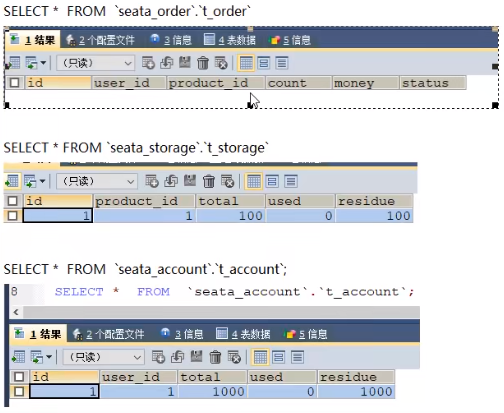 SELECT * FROM `seata_order`.`t_order`
1 结果 2 个配置文件 3 信息 4 表数据 5 信息
（只读）
id user_id product_id count money status
SELECT * FROM `seata_storage`.`t_storage`
（只读）
id product_id total used residue
1 1 100 0 100
SELECT * FROM `seata_account`.`t_account`;
8 SELECT * FROM `seata_account`.`t_account`;
1 结果 2 个配置文件 3 信息 4 表数据 5 信息
（只读）
id user_id total used residue
1 1 1000 0 1000